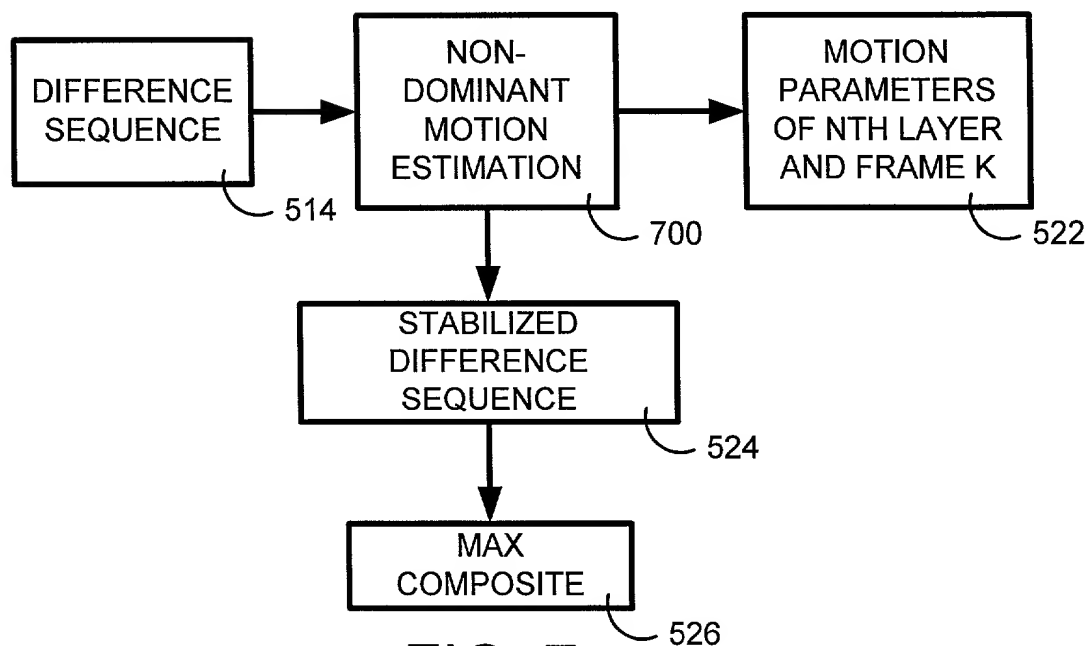 DIFFERENCE
SEQUENCE
514
NON-
DOMINANT
MOTION
ESTIMATION
700
MOTION
PARAMETERS
OF NTH LAYER
AND FRAME K
522
STABILIZED
DIFFERENCE
SEQUENCE
524
MAX
COMPOSITE
526